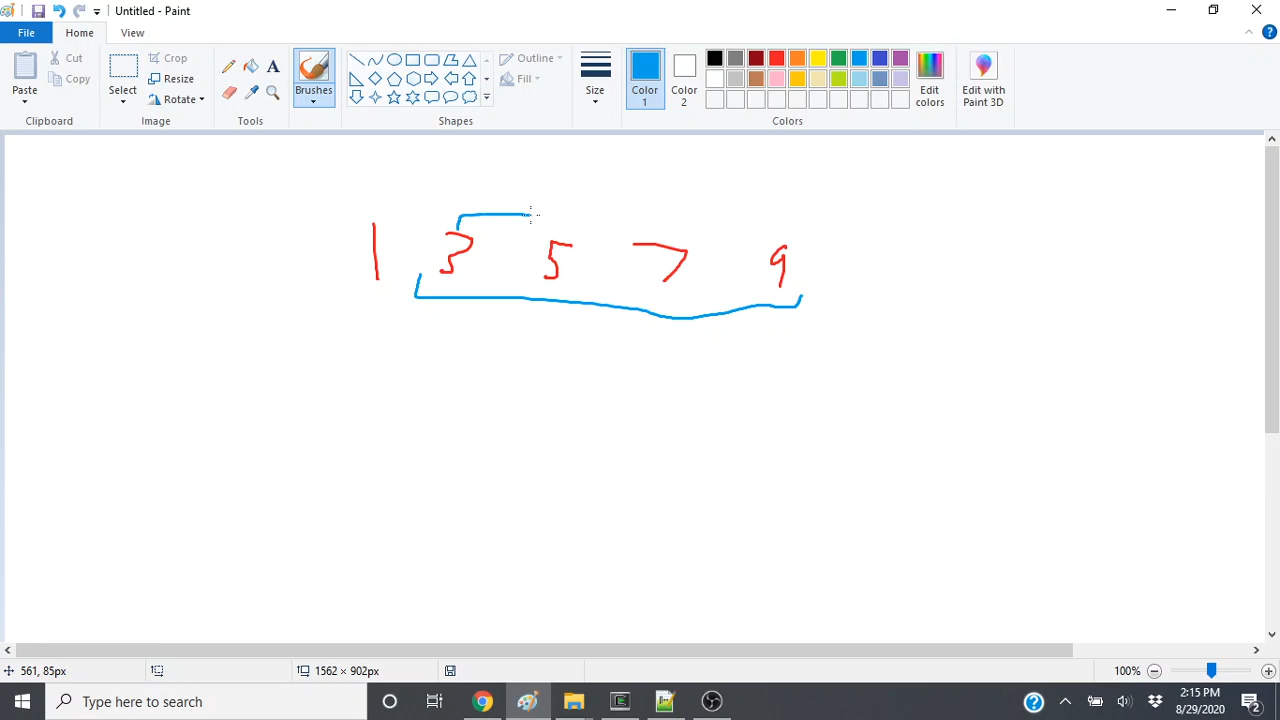 Untitled - Paint
File Home View
Paste
Cut
Copy
Clipboard
Select
Crop
Resize
Rotate
Image
Tools
Brushes
Shapes
Outline
Fill
Size
Color 1
Color 2
Colors
Edit colors
Edit with Paint 3D
1 3 5 7 9
561, 85px
1562 × 902px
100%
Type here to search
2:15 PM
8/29/2020
2